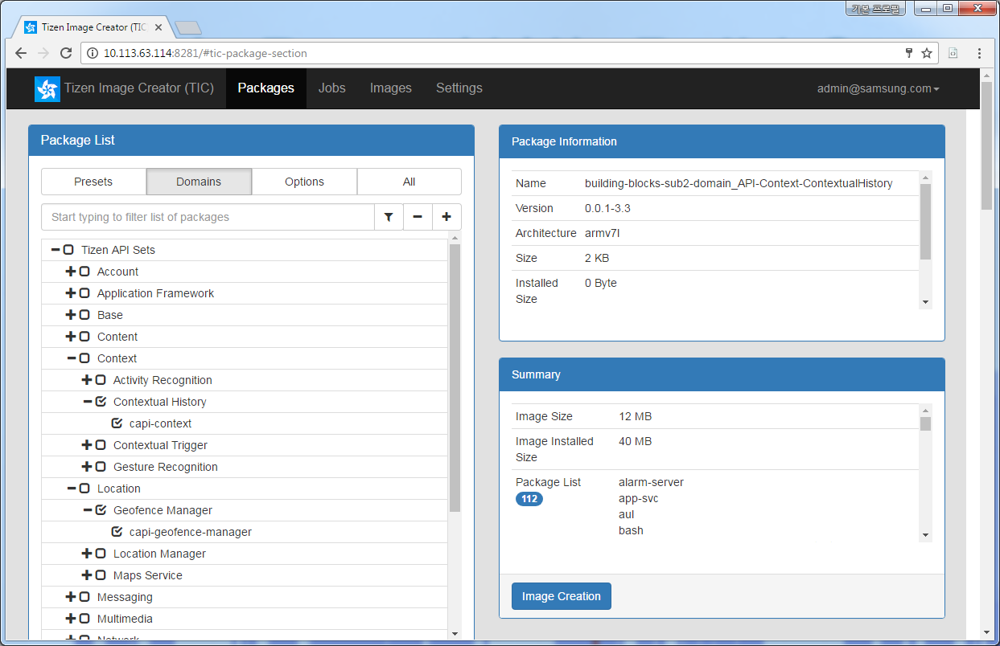 기본 프로필
Tizen Image Creator (TIC
10.113.63.114:8281/#tic-package-section
Tizen Image Creator (TIC)
Packages
Jobs
Images
Settings
admin@samsung.com
Package List
Presets
Domains
Options
All
Start typing to filter list of packages
Tizen API Sets
Account
Application Framework
Base
Content
Context
Activity Recognition
Contextual History
capi-context
Contextual Trigger
Gesture Recognition
Location
Geofence Manager
capi-geofence-manager
Location Manager
Maps Service
Messaging
Multimedia
Network
Package Information
Name building-blocks-sub2-domain_API-Context-ContextualHistory
Version 0.0.1-3.3
Architecture armv7l
Size 2 KB
Installed 0 Byte
Size
Summary
Image Size 12 MB
Image Installed 40 MB
Size
Package List alarm-server
112 app-svc
aul
bash
Image Creation